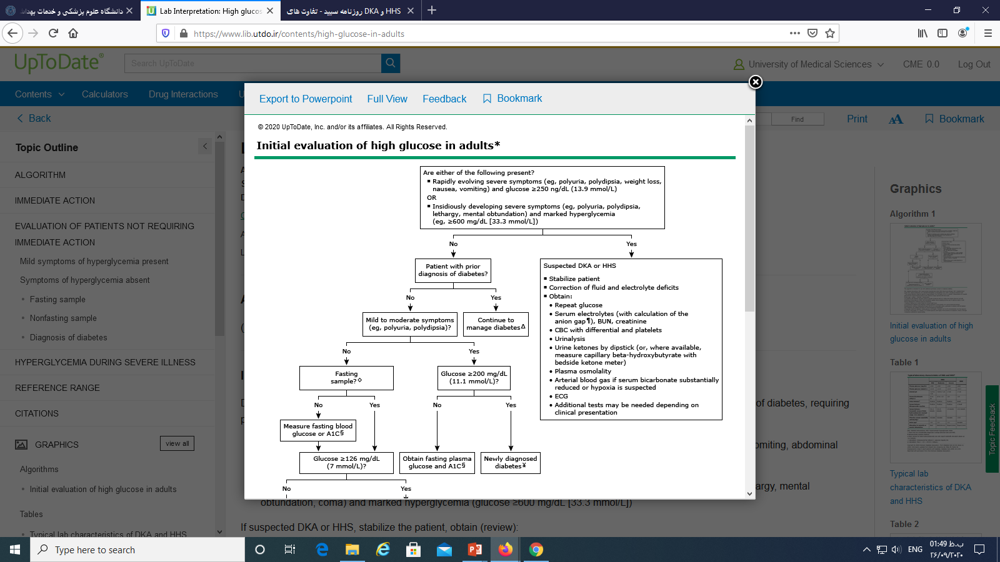 دانشگاه علوم پزشکی و خدمات بهداش
Lab Interpretation: High glucos
روزنامه سپید - تفاوت های DKA و HHS
https://www.lib.utdo.ir/contents/high-glucose-in-adults
UpToDate®
Search UpToDate
University of Medical Sciences
CME 0.0
Log Out
Contents
Calculators
Drug Interactions
U
Back
Find
Print
AA
Bookmark
Export to Powerpoint
Full View
Feedback
Bookmark
Topic Outline
ALGORITHM
IMMEDIATE ACTION
EVALUATION OF PATIENTS NOT REQUIRING
IMMEDIATE ACTION
Mild symptoms of hyperglycemia present
Symptoms of hyperglycemia absent
• Fasting sample
• Nonfasting sample
• Diagnosis of diabetes
HYPERGLYCEMIA DURING SEVERE ILLNESS
REFERENCE RANGE
CITATIONS
GRAPHICS
view all
Algorithms
• Initial evaluation of high glucose in adults
Tables
• Typical lab characteristics of DKA and HHS
© 2020 UpToDate, Inc. and/or its affiliates. All Rights Reserved.
Initial evaluation of high glucose in adults*
Are either of the following present?
▪ Rapidly evolving severe symptoms (eg, polyuria, polydipsia, weight loss,
nausea, vomiting) and glucose ≥250 ng/dL (13.9 mmol/L)
OR
▪ Insidiously developing severe symptoms (eg, polyuria, polydipsia,
lethargy, mental obtundation) and marked hyperglycemia
(eg, ≥600 mg/dL [33.3 mmol/L])
No
Yes
Patient with prior
diagnosis of diabetes?
Suspected DKA or HHS
▪ Stabilize patient
▪ Correction of fluid and electrolyte deficits
▪ Obtain:
• Repeat glucose
• Serum electrolytes (with calculation of the
anion gap¶), BUN, creatinine
• CBC with differential and platelets
• Urinalysis
• Urine ketones by dipstick (or, where available,
measure capillary beta-hydroxybutyrate with
bedside ketone meter)
• Plasma osmolality
• Arterial blood gas if serum bicarbonate substantially
reduced or hypoxia is suspected
• ECG
• Additional tests may be needed depending on
clinical presentation
No
Yes
Mild to moderate symptoms
(eg, polyuria, polydipsia)?
Continue to
manage diabetesΔ
No
Yes
Fasting
sample?◊
Glucose ≥200 mg/dL
(11.1 mmol/L)?
No
Yes
No
Yes
Measure fasting blood
glucose or A1C§
Glucose ≥126 mg/dL
(7 mmol/L)?
Obtain fasting plasma
glucose and A1C§
Newly diagnosed
diabetes¥
No
Yes
of diabetes, requiring
omiting, abdominal
argy, mental
obtundation, coma) and marked hyperglycemia (glucose ≥600 mg/dL [33.3 mmol/L])
If suspected DKA or HHS, stabilize the patient, obtain (review):
Graphics
Algorithm 1
Initial evaluation of high
glucose in adults
Table 1
Typical lab
characteristics of DKA
and HHS
Table 2
Topic Feedback
Type here to search
ENG
01:49 ب.ظ
۲۶/۰۹/۲۰۲۰